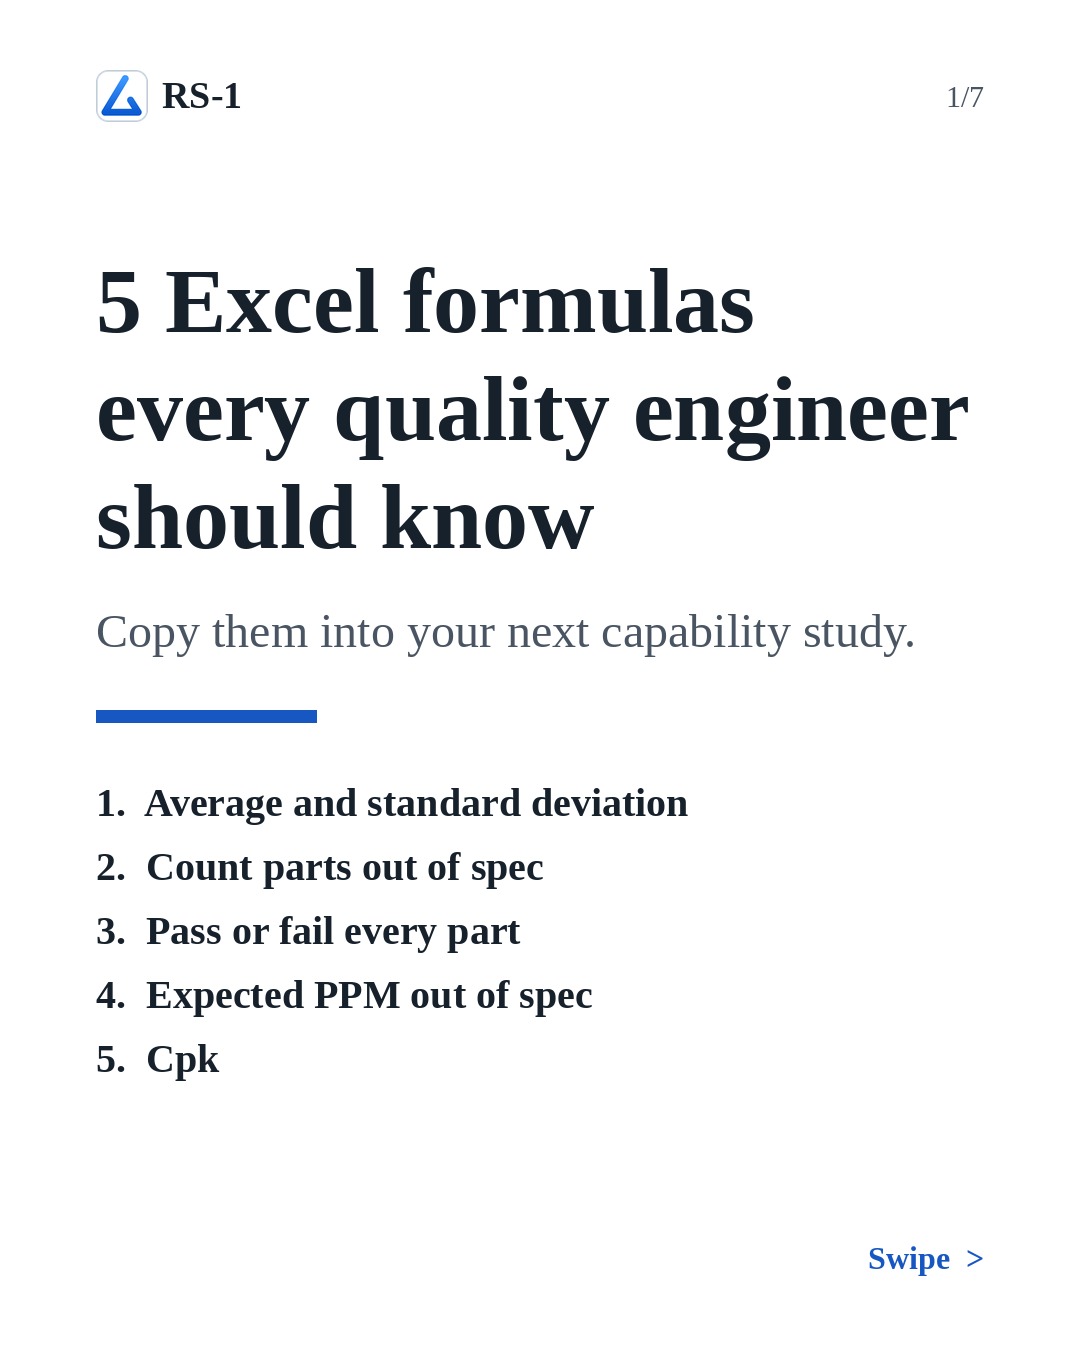 RS-1
1/7
5 Excel formulas
every quality engineer
should know
Copy them into your next capability study.
1. Average and standard deviation
2. Count parts out of spec
3. Pass or fail every part
4. Expected PPM out of spec
5. Cpk
Swipe >